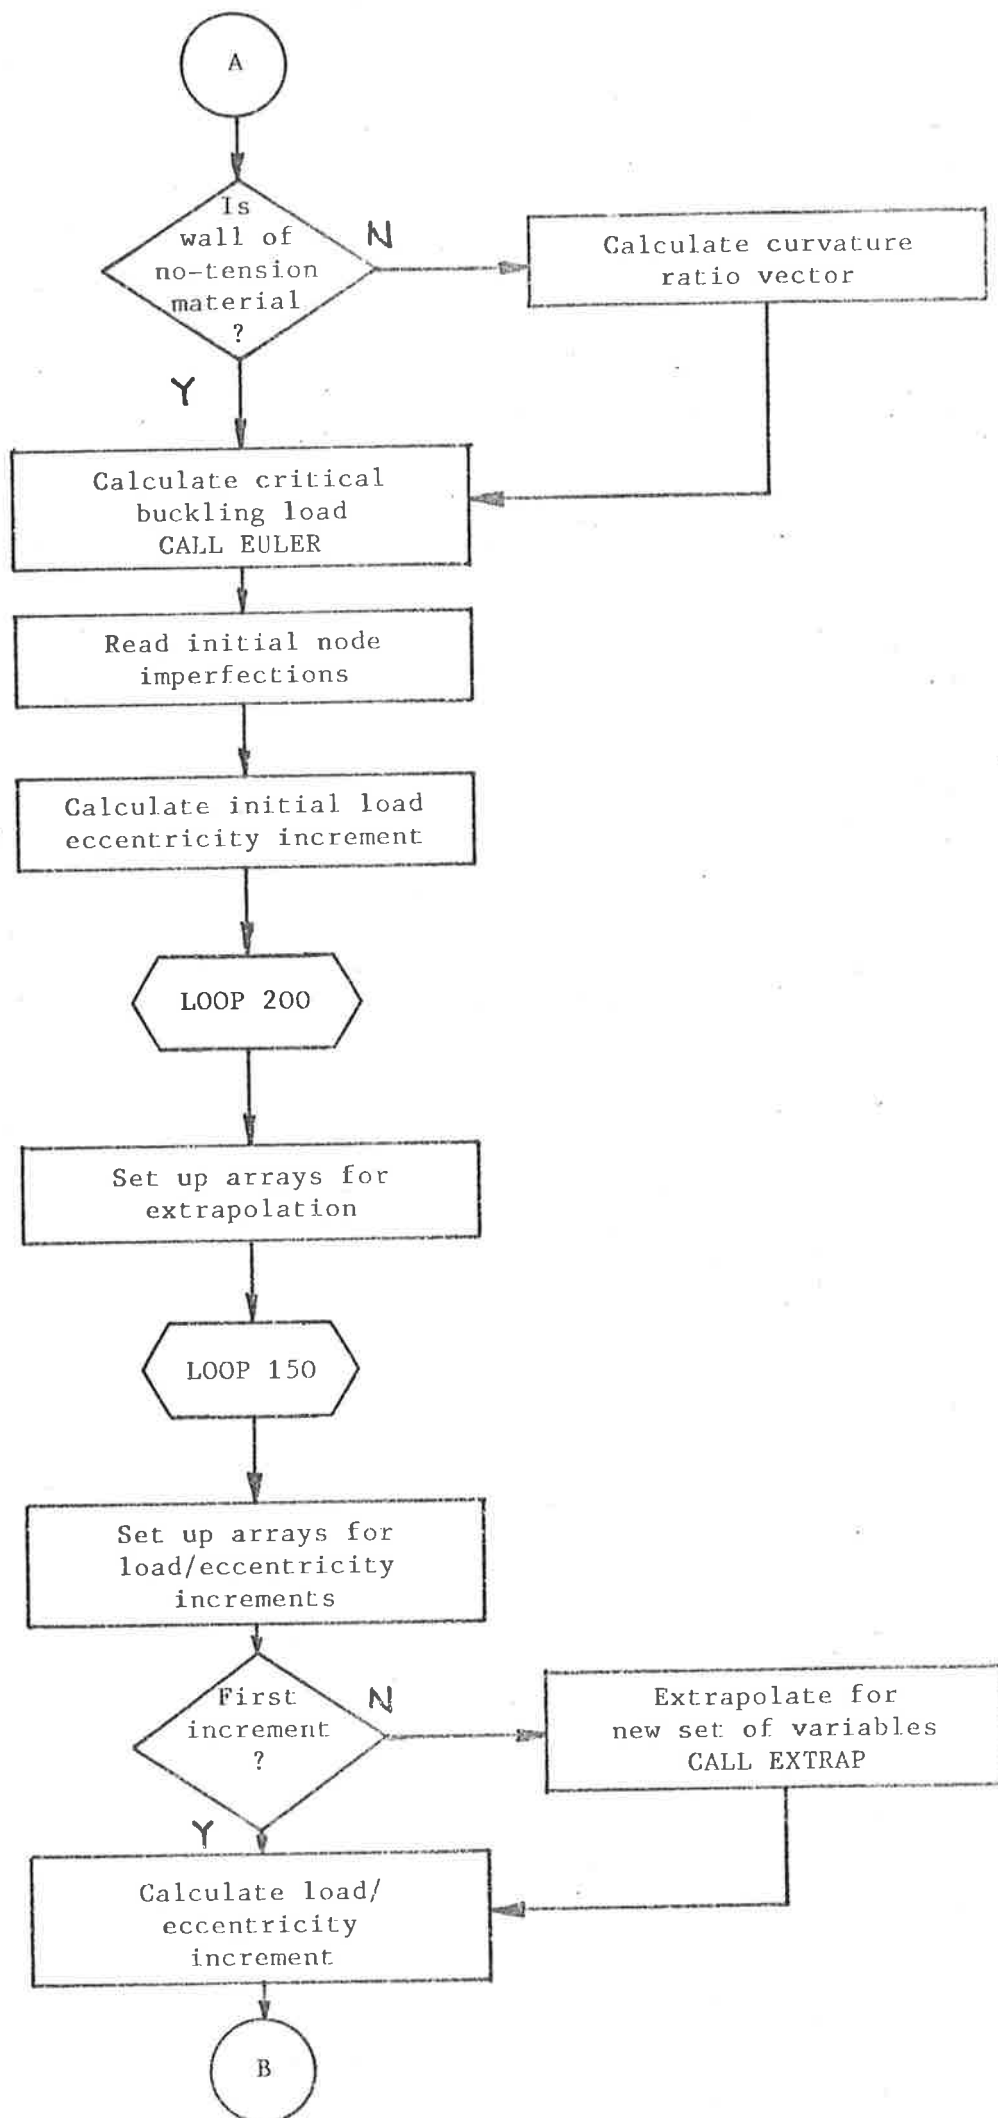 A
Is
wall of
no-tension
material
?
N
Calculate curvature
ratio vector
Y
Calculate critical
buckling load
CALL EULER
Read initial node
imperfections
Calculate initial load
eccentricity increment
LOOP 200
Set up arrays for
extrapolation
LOOP 150
Set up arrays for
load/eccentricity
increments
First
increment
?
N
Extrapolate for
new set of variables
CALL EXTRAP
Y
Calculate load/
eccentricity
increment
B